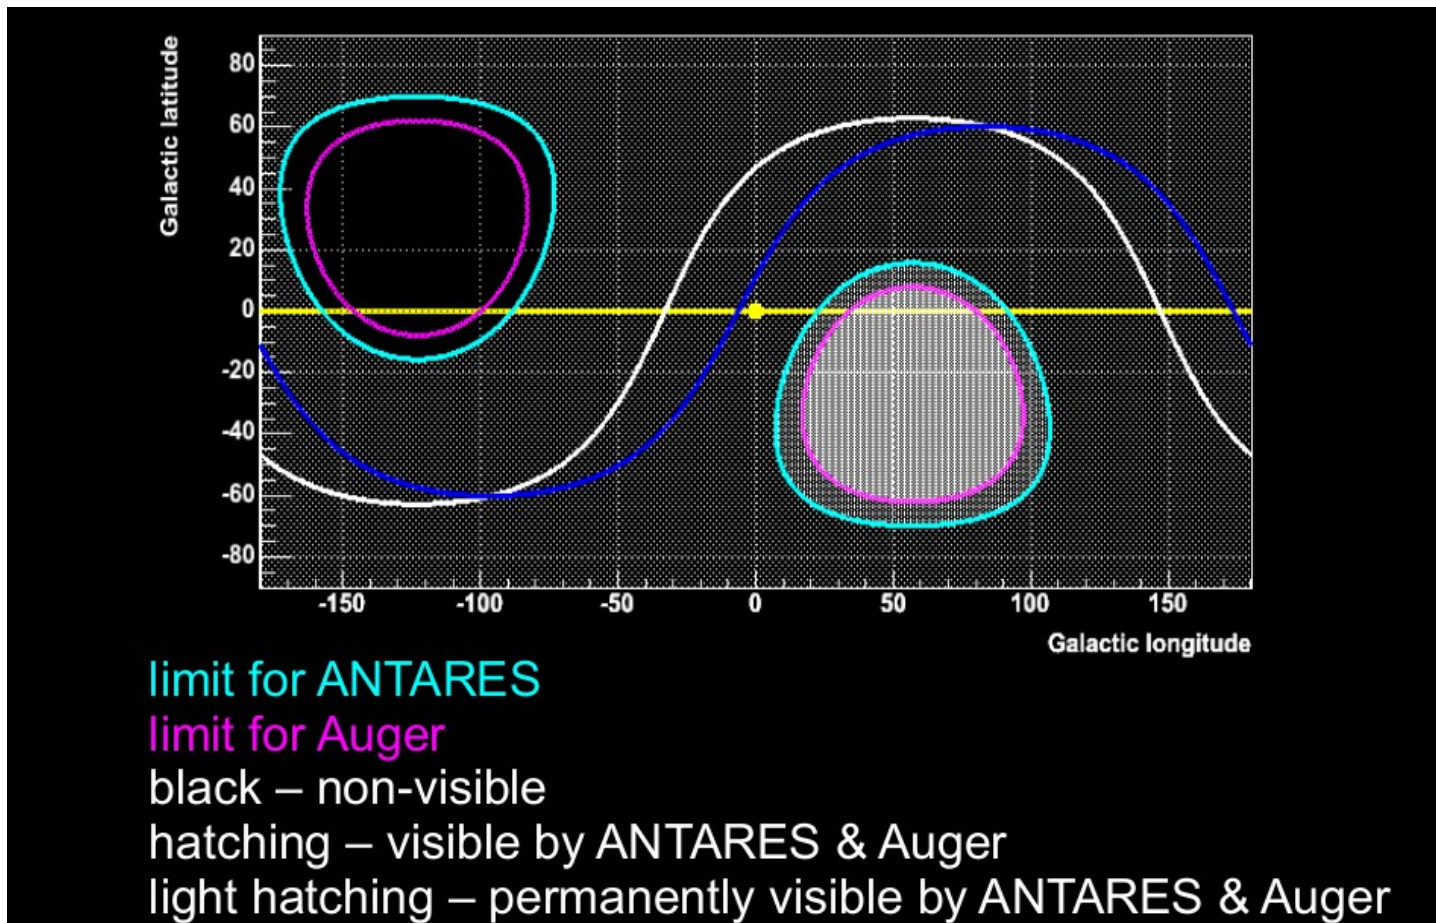 Galactic latitude
80
60
40
20
0
-20
-40
-60
-80
-150 -100 -50 0 50 100 150
Galactic longitude
limit for ANTARES
limit for Auger
black – non-visible
hatching – visible by ANTARES & Auger
light hatching – permanently visible by ANTARES & Auger